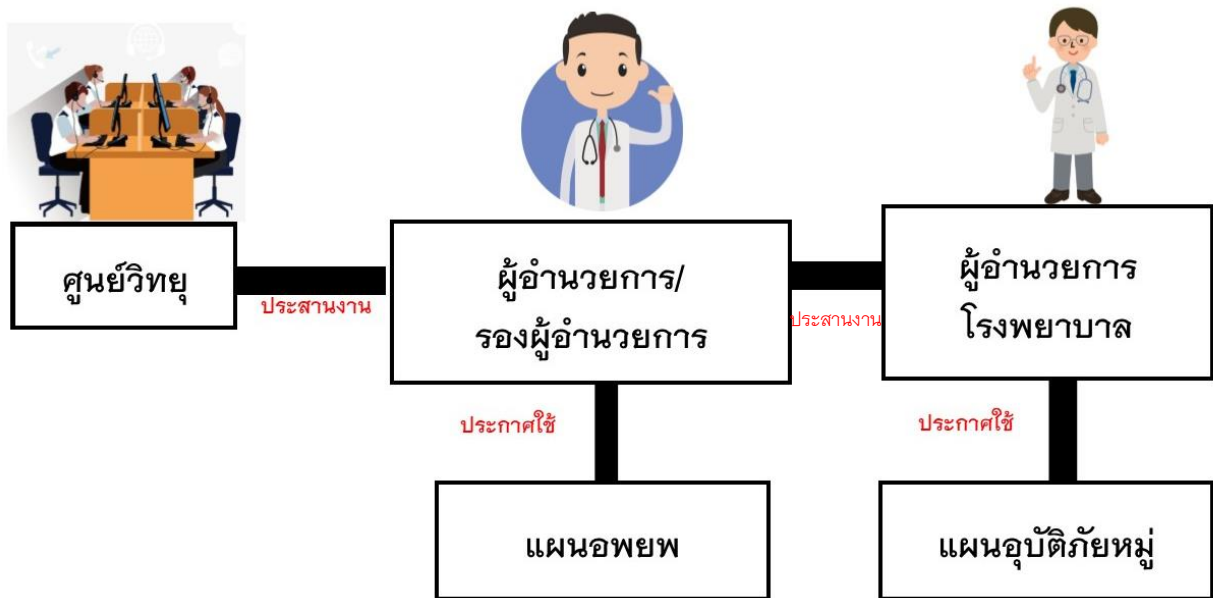 ศูนย์วิทยุ
ประสานงาน
ผู้อำนวยการ/
รองผู้อำนวยการ
ประสานงาน
ผู้อำนวยการ
โรงพยาบาล
ประกาศใช้
ประกาศใช้
แผนอพยพ
แผนอุบัติภัยหมู่